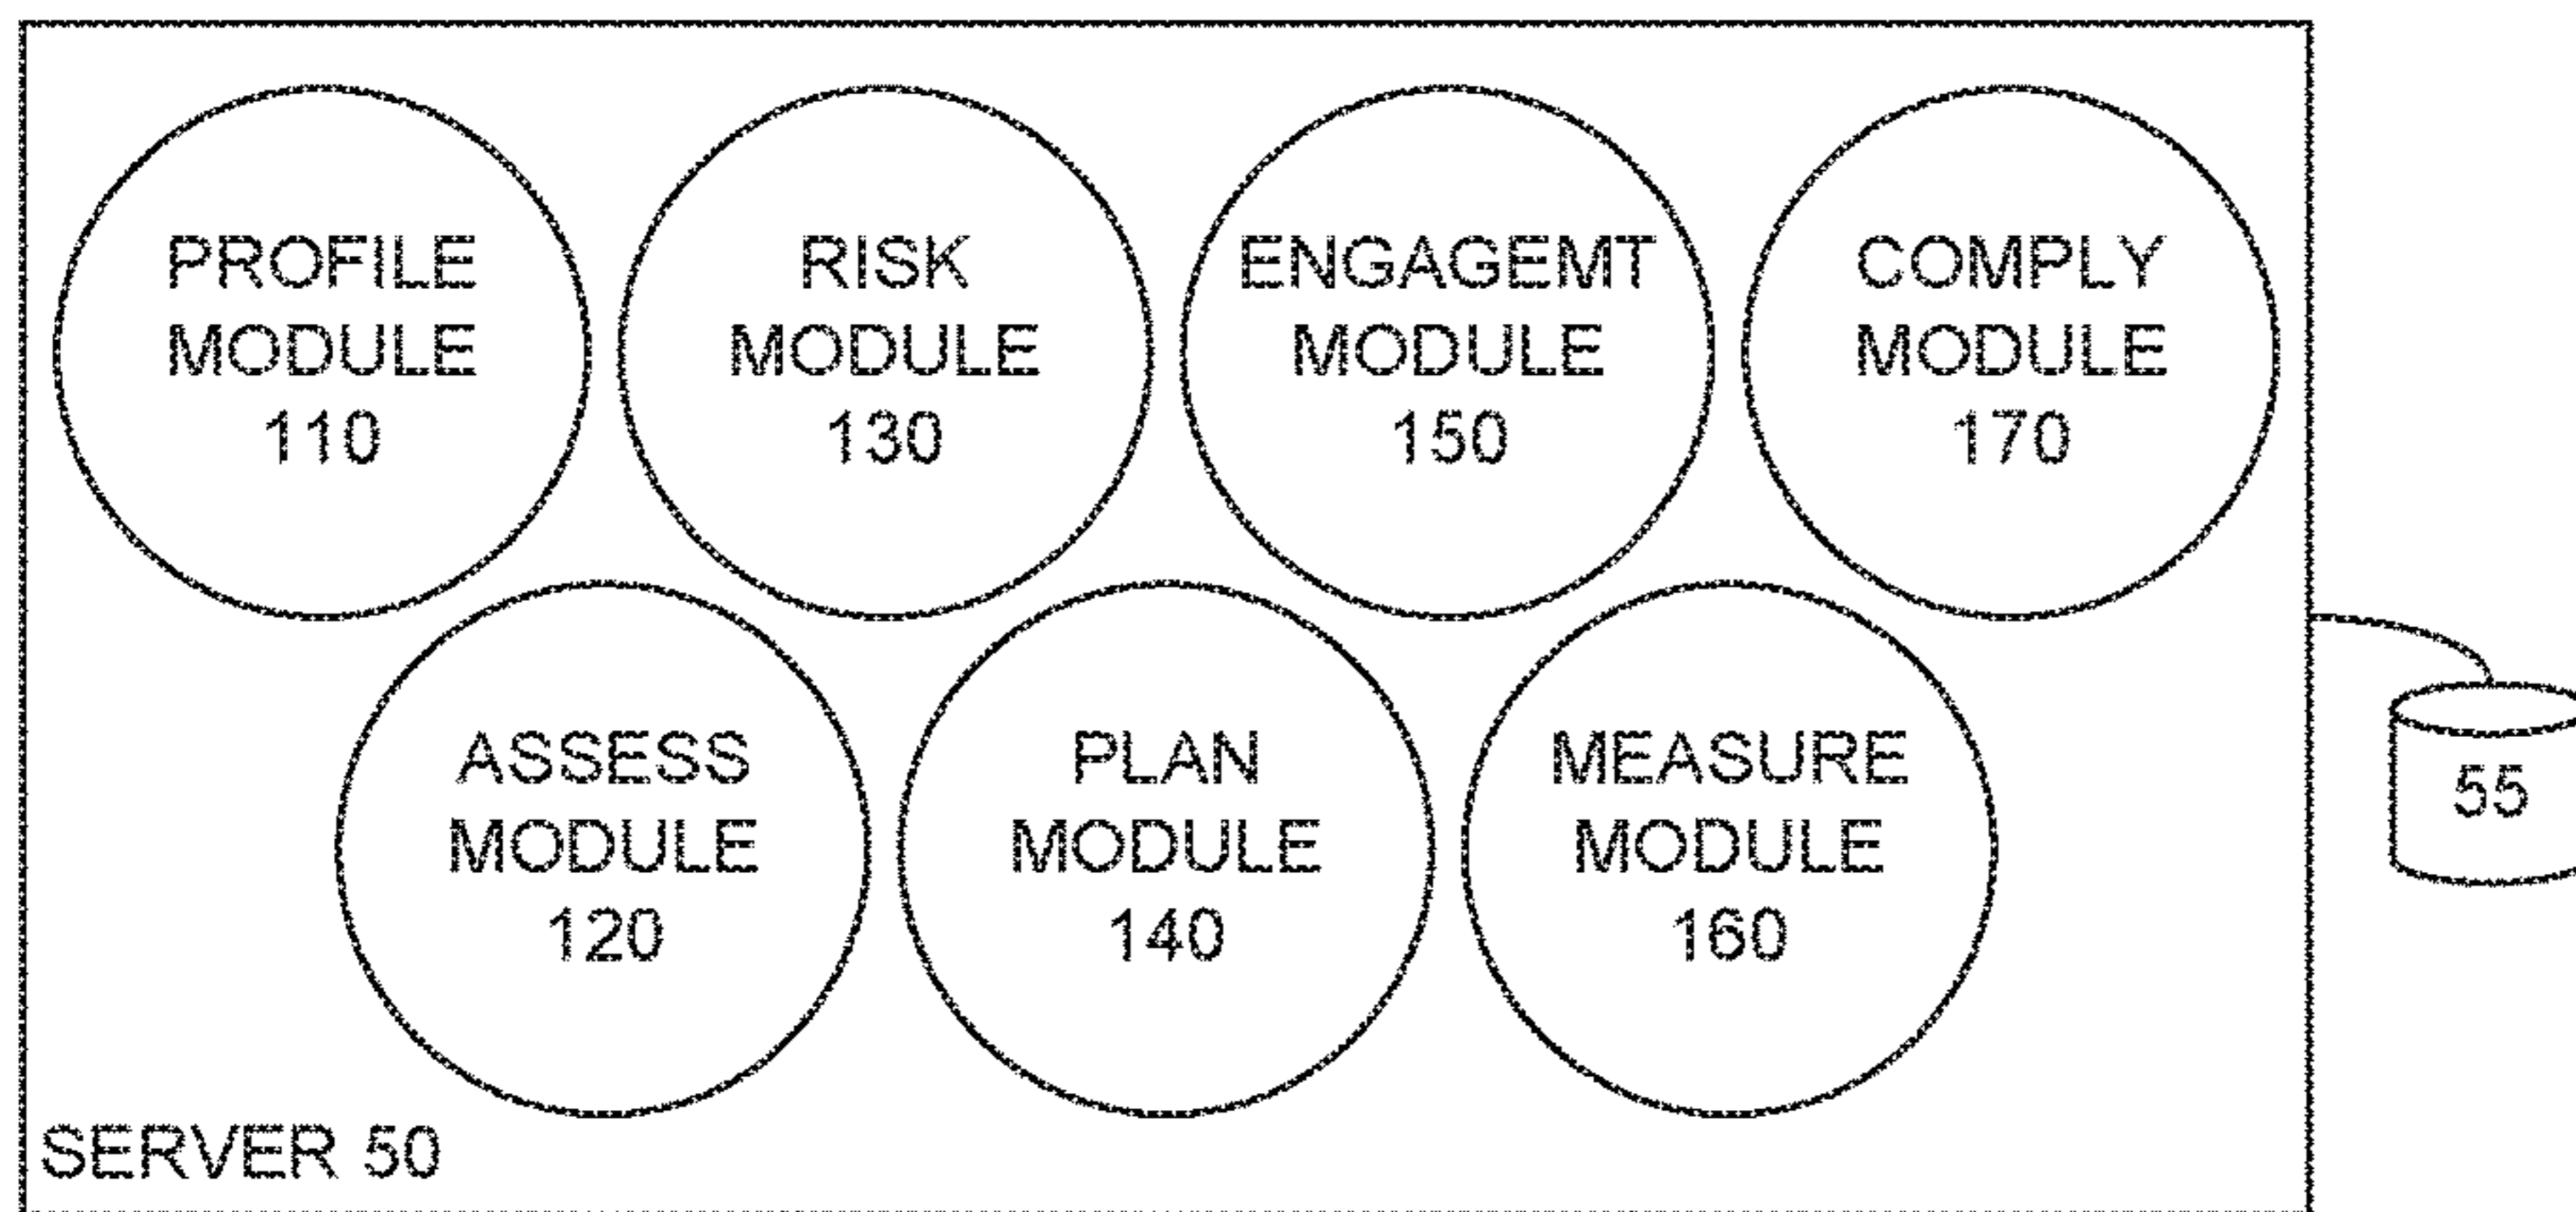 PROFILE
MODULE
110
RISK
MODULE
130
ENGAGEMT
MODULE
150
COMPLY
MODULE
170
ASSESS
MODULE
120
PLAN
MODULE
140
MEASURE
MODULE
160
55
SERVER 50